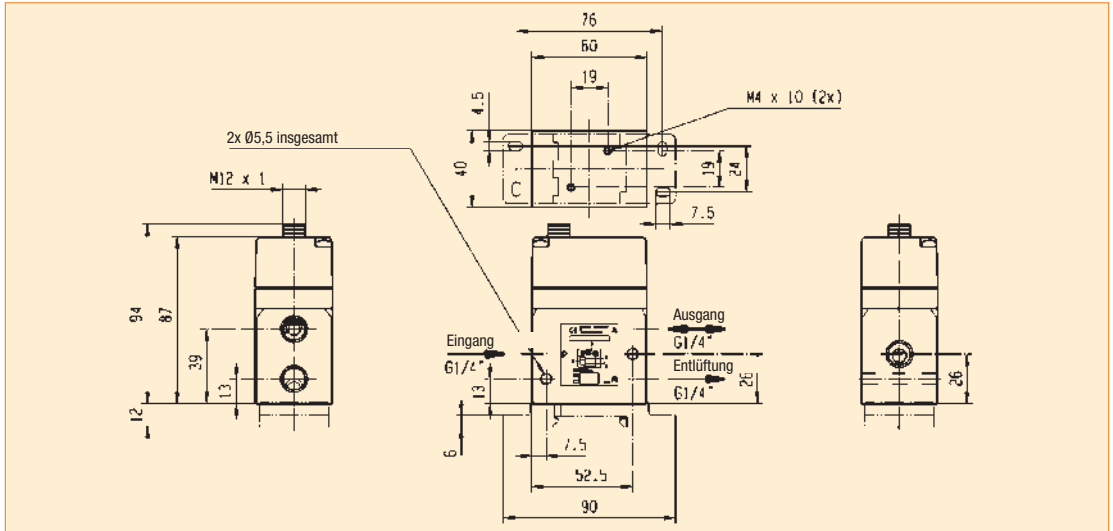 76
60
19
4.5
M4 x 10 (2x)
2x Ø5,5 insgesamt
40
19
24
M12 x 1
C
7.5
94
87
39
13
12
Eingang
G1/4"
Ausgang
G1/4"
Entlüftung
G1/4"
13
26
26
6
7.5
52.5
90